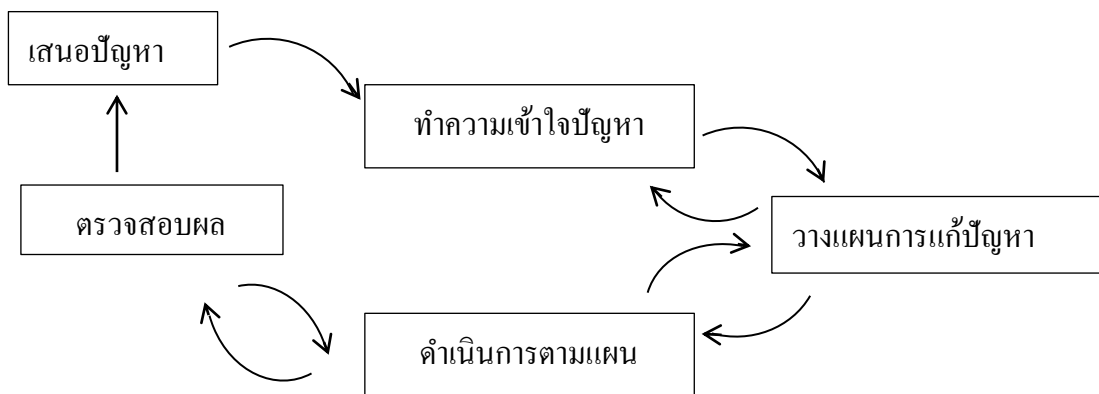 เสนอปัญหา
ทำความเข้าใจปัญหา
ตรวจสอบผล
วางแผนการแก้ปัญหา
ดำเนินการตามแผน